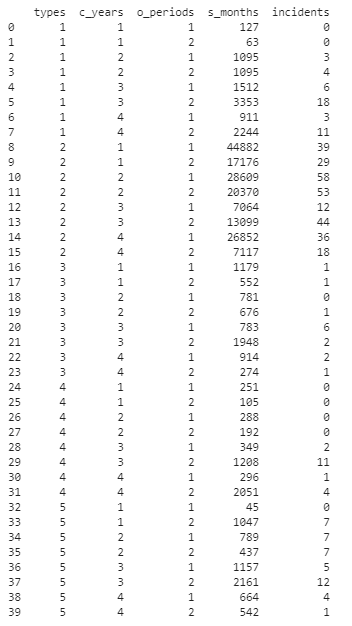 types c_years o_periods s_months incidents
0 1 1 1 127 0
1 1 1 2 63 0
2 1 2 1 1095 3
3 1 2 2 1095 4
4 1 3 1 1512 6
5 1 3 2 3353 18
6 1 4 1 911 3
7 1 4 2 2244 11
8 2 1 1 44882 39
9 2 1 2 17176 29
10 2 2 1 28609 58
11 2 2 2 20370 53
12 2 3 1 7064 12
13 2 3 2 13099 44
14 2 4 1 26852 36
15 2 4 2 7117 18
16 3 1 1 1179 1
17 3 1 2 552 1
18 3 2 1 781 0
19 3 2 2 676 1
20 3 3 1 783 6
21 3 3 2 1948 2
22 3 4 1 914 2
23 3 4 2 274 1
24 4 1 1 251 0
25 4 1 2 105 0
26 4 2 1 288 0
27 4 2 2 192 0
28 4 3 1 349 2
29 4 3 2 1208 11
30 4 4 1 296 1
31 4 4 2 2051 4
32 5 1 1 45 0
33 5 1 2 1047 7
34 5 2 1 789 7
35 5 2 2 437 7
36 5 3 1 1157 5
37 5 3 2 2161 12
38 5 4 1 664 4
39 5 4 2 542 1